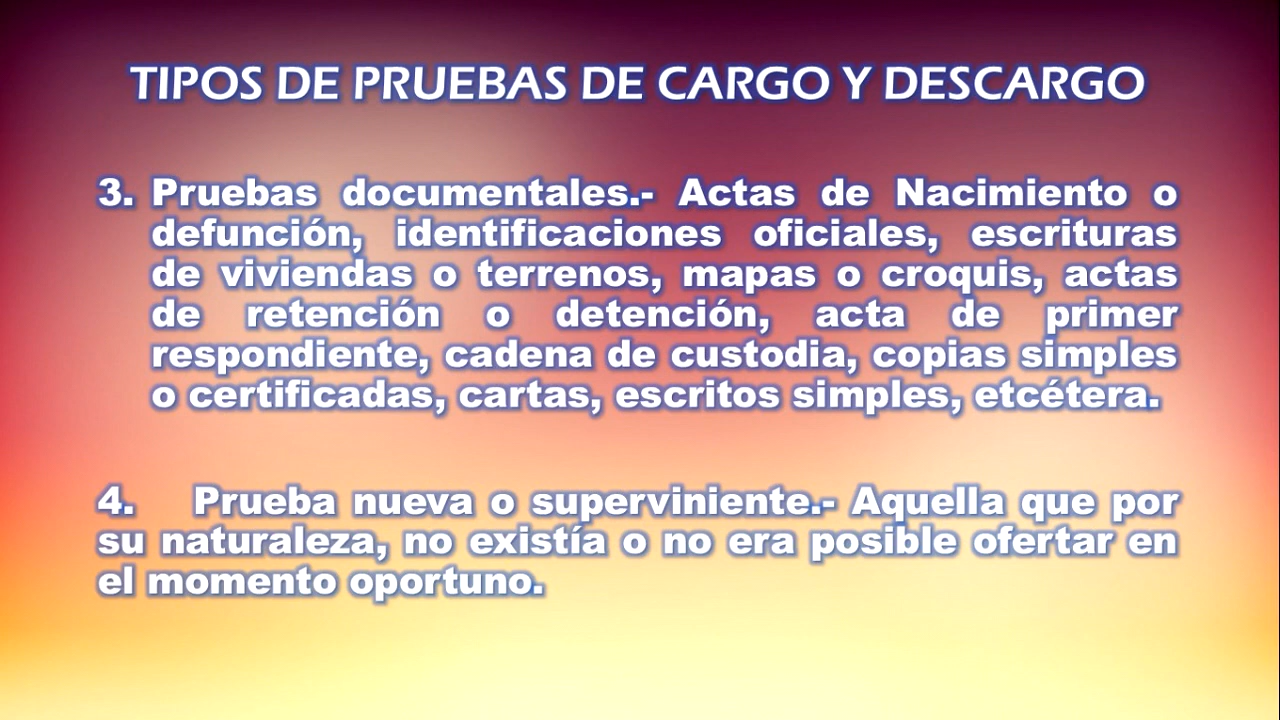 TIPOS DE PRUEBAS DE CARGO Y DESCARGO
3. Pruebas documentales.- Actas de Nacimiento o
defunción, identificaciones oficiales, escrituras
de viviendas o terrenos, mapas o croquis, actas
de retención o detención, acta de primer
respondiente, cadena de custodia, copias simples
o certificadas, cartas, escritos simples, etcétera.
4. Prueba nueva o superviniente.- Aquella que por
su naturaleza, no existía o no era posible ofertar en
el momento oportuno.